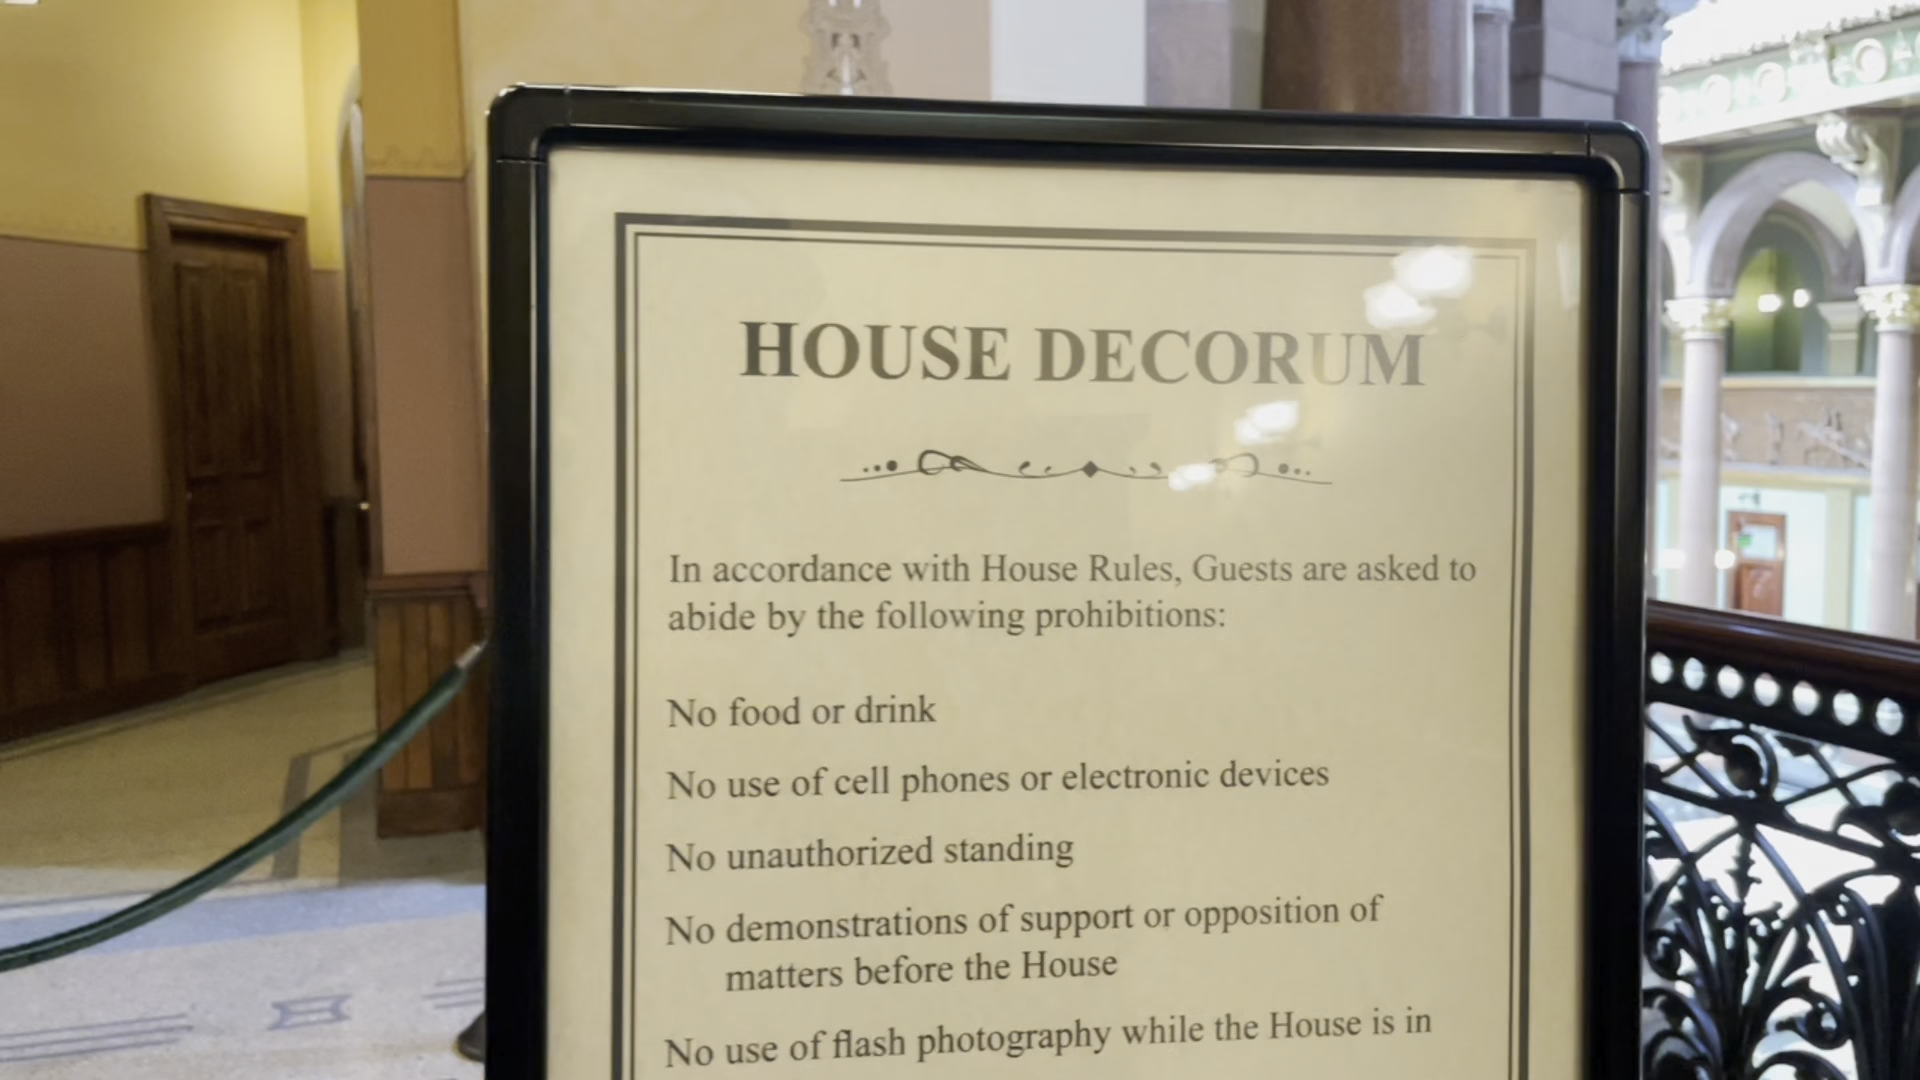 HOUSE DECORUM
In accordance with House Rules, Guests are asked to
abide by the following prohibitions:
No food or drink
No use of cell phones or electronic devices
No unauthorized standing
No demonstrations of support or opposition of
matters before the House
No use of flash photography while the House is in